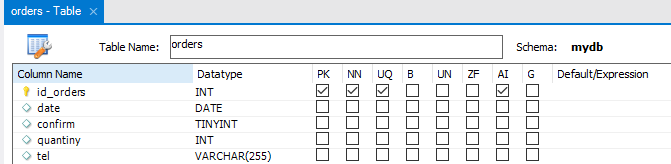 orders - Table ×
Table Name: orders Schema: mydb
Column Name Datatype PK NN UQ B UN ZF AI G Default/Expression
id_orders INT
date DATE
confirm TINYINT
quantiny INT
tel VARCHAR(255)